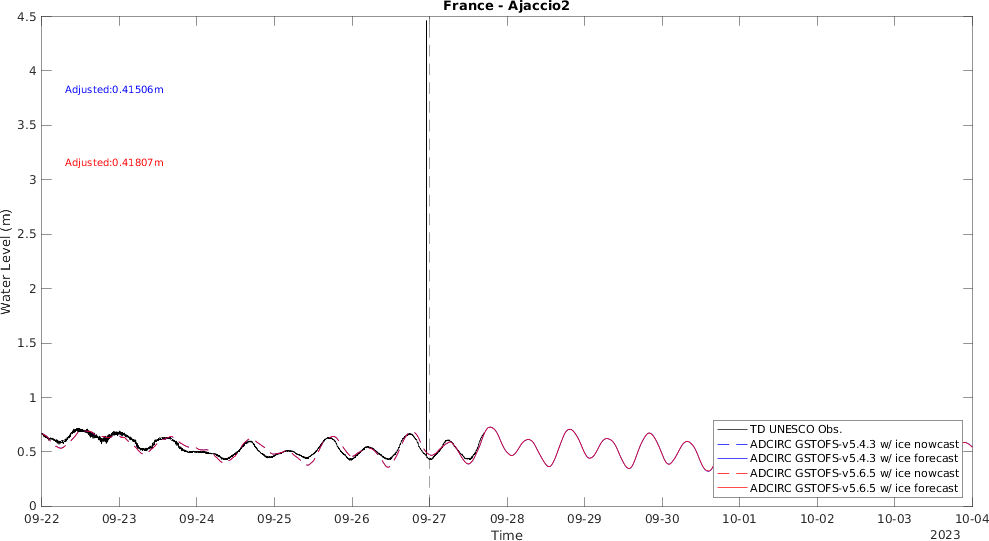 France - Ajaccio2
4.5
4
3.5
3
2.5
2
1.5
1
0.5
0
Water Level (m)
Adjusted:0.41506m
Adjusted:0.41807m
TD UNESCO Obs.
ADCIRC GSTOFS-v5.4.3 w/ ice nowcast
ADCIRC GSTOFS-v5.4.3 w/ ice forecast
ADCIRC GSTOFS-v5.6.5 w/ ice nowcast
ADCIRC GSTOFS-v5.6.5 w/ ice forecast
09-22 09-23 09-24 09-25 09-26 09-27 09-28 09-29 09-30 10-01 10-02 10-03 10-04
Time
2023